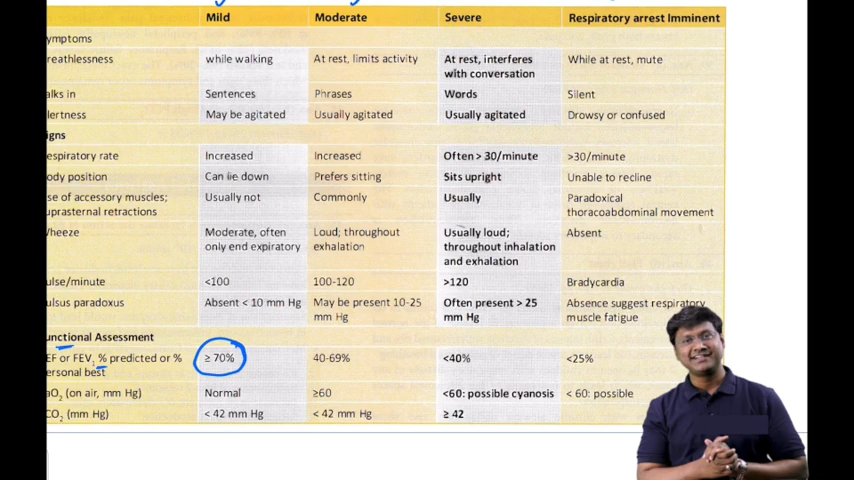 Mild Moderate Severe Respiratory arrest Imminent
ymptoms
reathlessness while walking At rest, limits activity At rest, interferes While at rest, mute
with conversation
alks in Sentences Phrases Words Silent
lertness May be agitated Usually agitated Usually agitated Drowsy or confused
igns
espiratory rate Increased Increased Often > 30/minute >30/minute
ody position Can lie down Prefers sitting Sits upright Unable to recline
se of accessory muscles; Usually not Commonly Usually Paradoxical
uprasternal retractions thoracoabdominal movement
Wheeze Moderate, often Loud; throughout Usually loud; Absent
only end expiratory exhalation throughout inhalation
and exhalation
ulse/minute <100 100-120 >120 Bradycardia
ulsus paradoxus Absent < 10 mm Hg May be present 10-25 Often present > 25 Absence suggest respiratory
mm Hg mm Hg muscle fatigue
unctional Assessment
EF or FEV₁ % predicted or % ≥ 70% 40-69% <40% <25%
ersonal best
aO₂ (on air, mm Hg) Normal ≥60 <60: possible cyanosis < 60: possible
CO₂ (mm Hg) < 42 mm Hg < 42 mm Hg ≥ 42